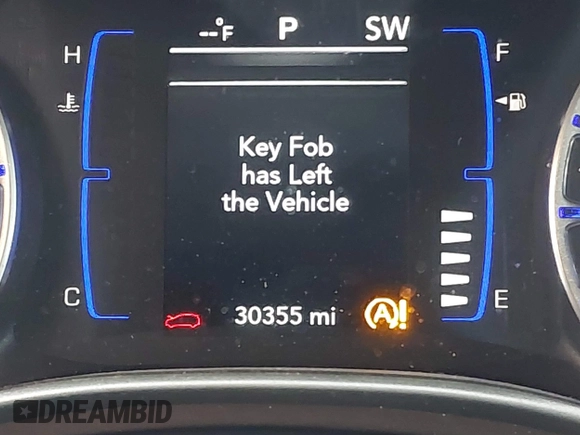 --°F P SW
H F
Key Fob
has Left
the Vehicle
C E
30355 mi A!
DREAMBID